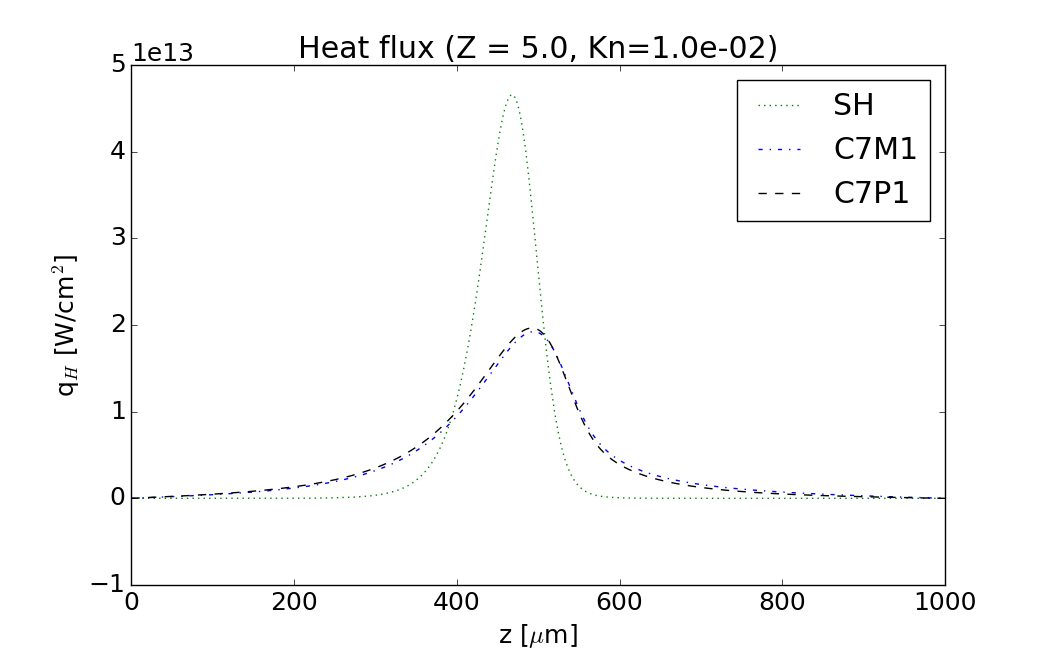 Heat flux (Z = 5.0, Kn=1.0e-02)
1e13
5
4
3
2
1
0
−1
q_H [W/cm²]
SH
C7M1
C7P1
0 200 400 600 800 1000
z [μm]